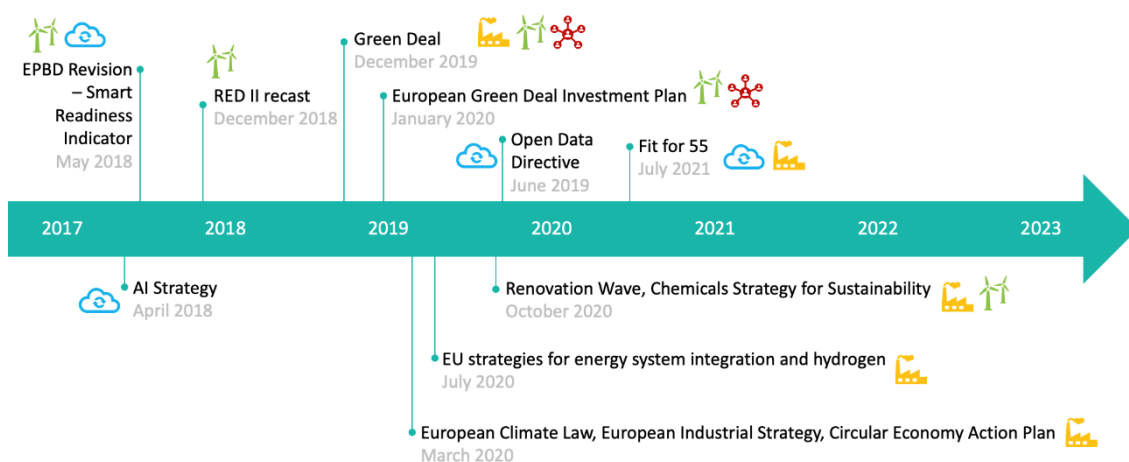 EPBD Revision
– Smart
Readiness
Indicator
May 2018
RED II recast
December 2018
Green Deal
December 2019
European Green Deal Investment Plan
January 2020
Open Data
Directive
June 2019
Fit for 55
July 2021
2017 2018 2019 2020 2021 2022 2023
AI Strategy
April 2018
Renovation Wave, Chemicals Strategy for Sustainability
October 2020
EU strategies for energy system integration and hydrogen
July 2020
European Climate Law, European Industrial Strategy, Circular Economy Action Plan
March 2020